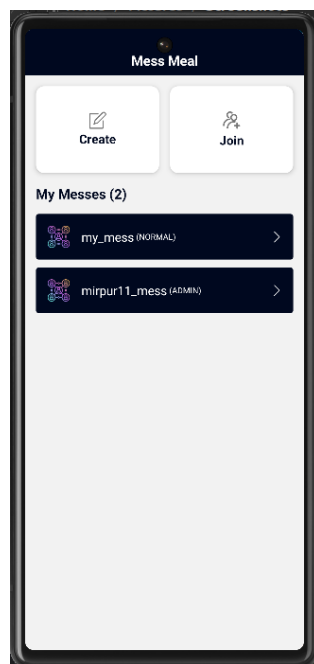 Mess Meal
Create
Join
My Messes (2)
my_mess (NORMAL)
mirpur11_mess (ADMIN)